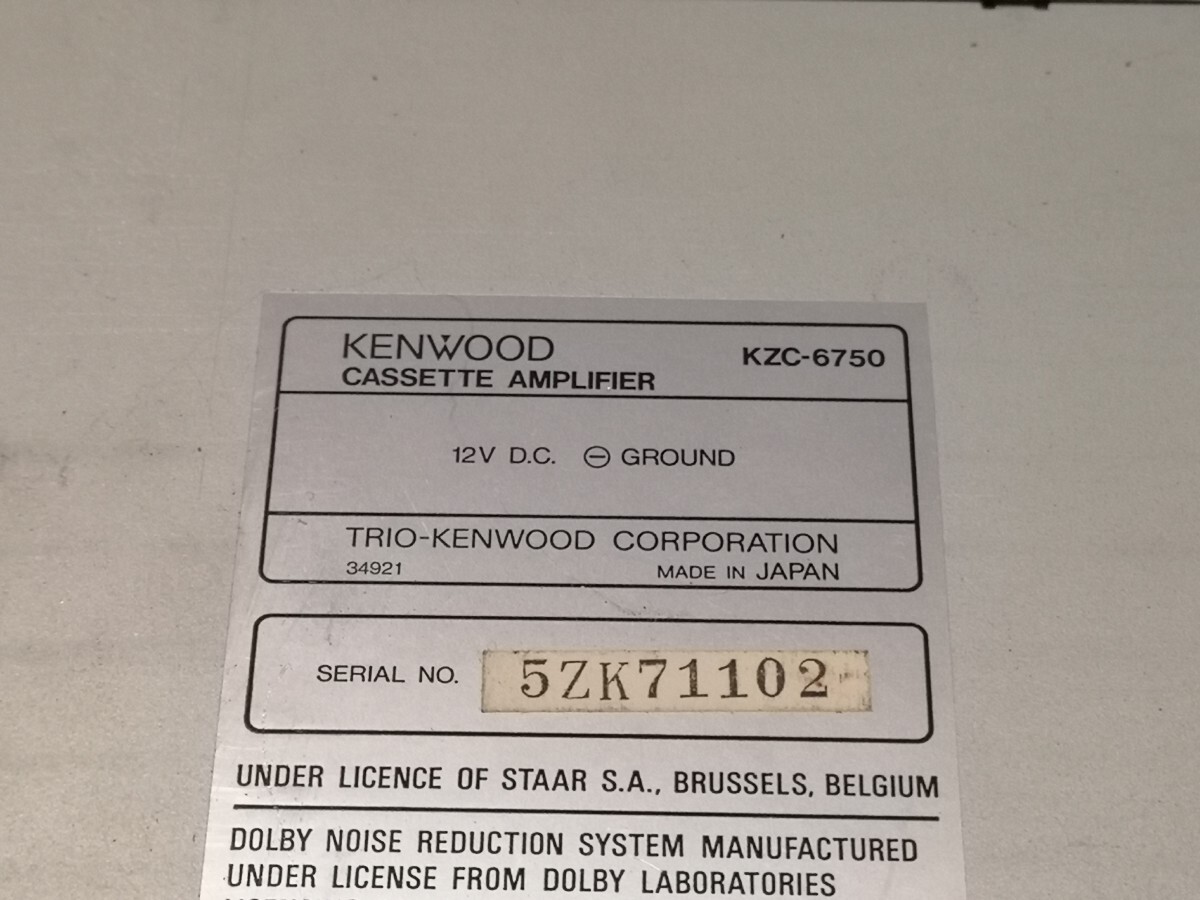 KENWOOD KZC-6750
CASSETTE AMPLIFIER
12V D.C. ⊖ GROUND
TRIO-KENWOOD CORPORATION
34921 MADE IN JAPAN
SERIAL NO. 5ZK71102
UNDER LICENCE OF STAAR S.A., BRUSSELS, BELGIUM
DOLBY NOISE REDUCTION SYSTEM MANUFACTURED
UNDER LICENSE FROM DOLBY LABORATORIES